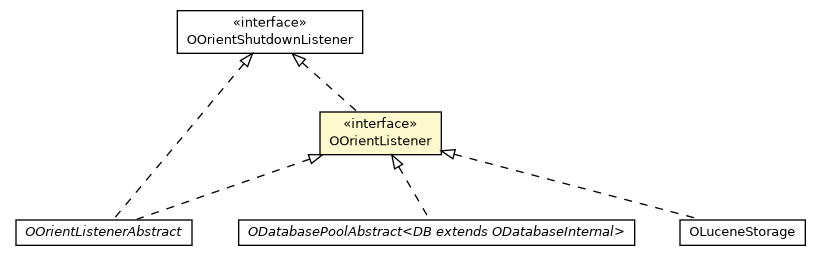 «interface»
OOrientShutdownListener
«interface»
OOrientListener
OOrientListenerAbstract
ODatabasePoolAbstract<DB extends ODatabaseInternal>
OLuceneStorage